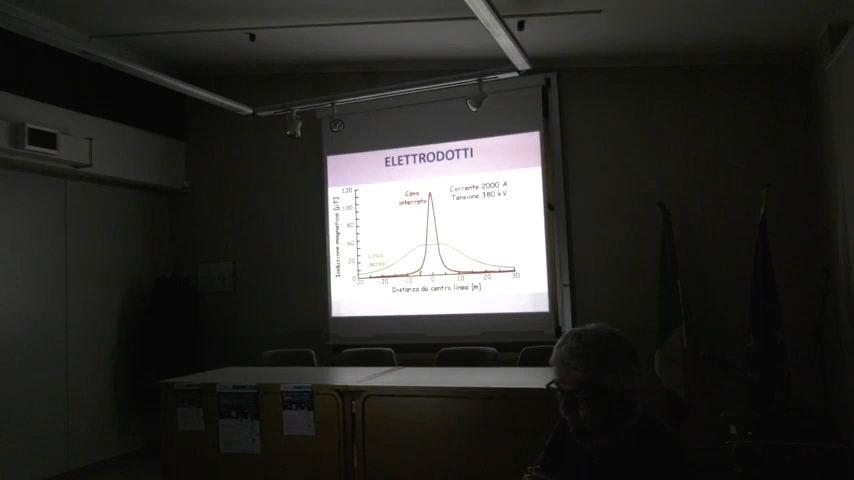 ELETTRODOTTI
Corrente 2000 A
Tensione 380 kV
Cavo
interrato
Linea
aerea
Induzione magnetica [µT]
120
100
80
60
20
0
30 20 10 0 10 20 30
Distanza da centro linea [m]